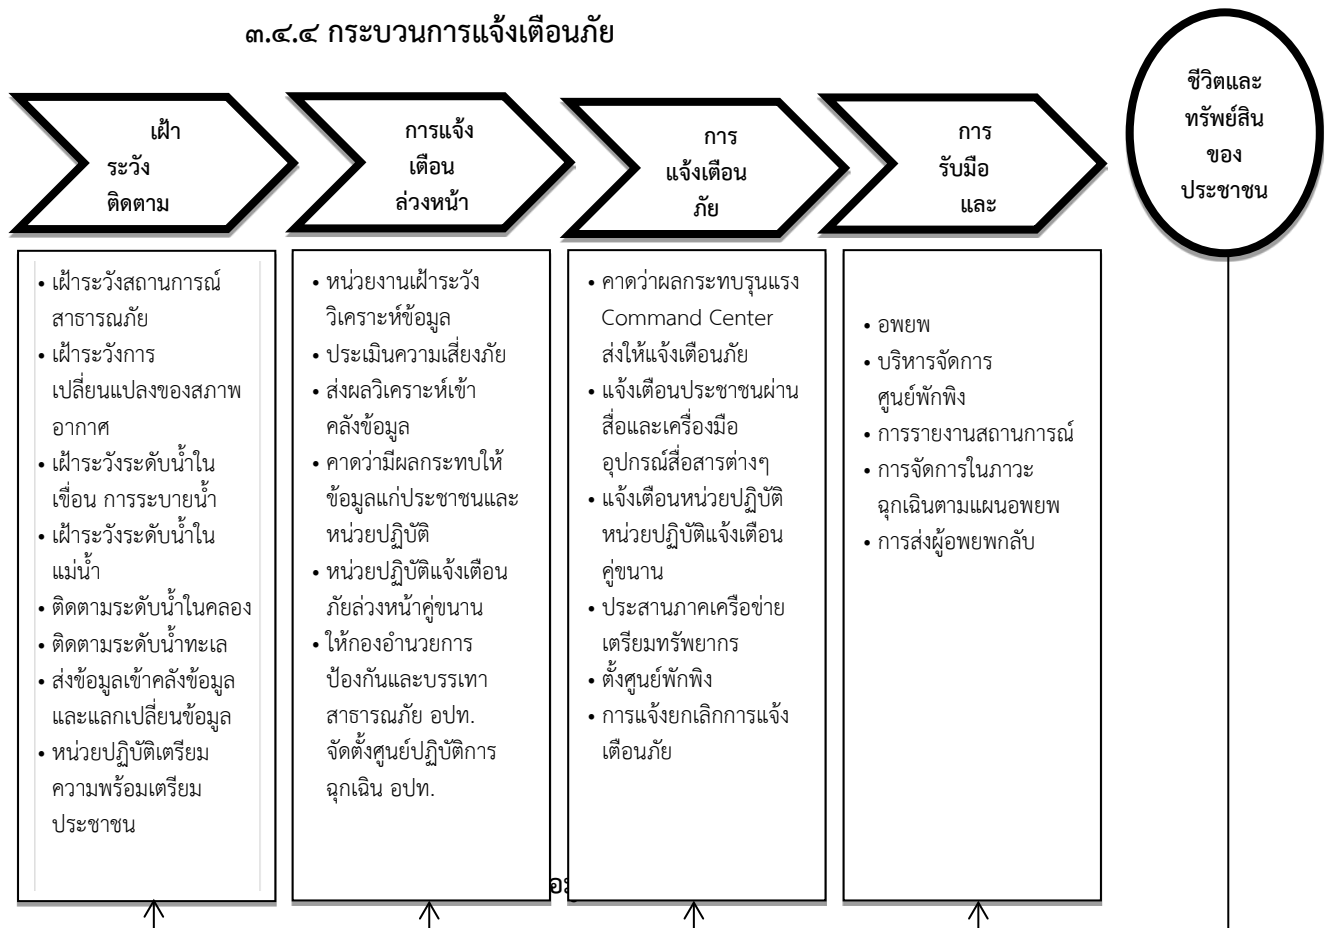 ๓.๔.๔ กระบวนการแจ้งเตือนภัย
เฝ้า
ระวัง
ติดตาม
การแจ้ง
เตือน
ล่วงหน้า
การ
แจ้งเตือน
ภัย
การ
รับมือ
และ
ชีวิตและ
ทรัพย์สิน
ของ
ประชาชน
• เฝ้าระวังสถานการณ์
สาธารณภัย
• เฝ้าระวังการ
เปลี่ยนแปลงของสภาพ
อากาศ
• เฝ้าระวังระดับน้ำใน
เขื่อน การระบายน้ำ
• เฝ้าระวังระดับน้ำใน
แม่น้ำ
• ติดตามระดับน้ำในคลอง
• ติดตามระดับน้ำทะเล
• ส่งข้อมูลเข้าคลังข้อมูล
และแลกเปลี่ยนข้อมูล
• หน่วยปฏิบัติเตรียม
ความพร้อมเตรียม
ประชาชน
• หน่วยงานเฝ้าระวัง
วิเคราะห์ข้อมูล
• ประเมินความเสี่ยงภัย
• ส่งผลวิเคราะห์เข้า
คลังข้อมูล
• คาดว่ามีผลกระทบให้
ข้อมูลแก่ประชาชนและ
หน่วยปฏิบัติ
• หน่วยปฏิบัติแจ้งเตือน
ภัยล่วงหน้าคู่ขนาน
• ให้กองอำนวยการ
ป้องกันและบรรเทา
สาธารณภัย อปท.
จัดตั้งศูนย์ปฏิบัติการ
ฉุกเฉิน อปท.
• คาดว่าผลกระทบรุนแรง
Command Center
ส่งให้แจ้งเตือนภัย
• แจ้งเตือนประชาชนผ่าน
สื่อและเครื่องมือ
อุปกรณ์สื่อสารต่างๆ
• แจ้งเตือนหน่วยปฏิบัติ
หน่วยปฏิบัติแจ้งเตือน
คู่ขนาน
• ประสานภาคเครือข่าย
เตรียมทรัพยากร
• ตั้งศูนย์พักพิง
• การแจ้งยกเลิกการแจ้ง
เตือนภัย
• อพยพ
• บริหารจัดการ
ศูนย์พักพิง
• การรายงานสถานการณ์
• การจัดการในภาวะ
ฉุกเฉินตามแผนอพยพ
• การส่งผู้อพยพกลับ